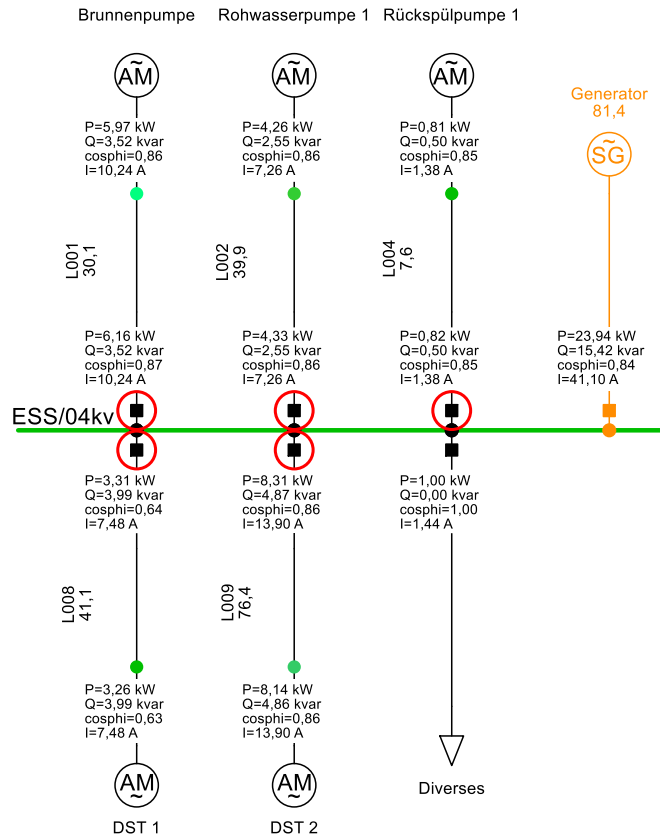 Brunnenpumpe
Rohwasserpumpe 1
Rückspülpumpe 1
AM
~
AM
~
AM
~
Generator
81,4
SG
~
P=5,97 kW
Q=3,52 kvar
cosphi=0,86
I=10,24 A
P=4,26 kW
Q=2,55 kvar
cosphi=0,86
I=7,26 A
P=0,81 kW
Q=0,50 kvar
cosphi=0,85
I=1,38 A
L001
30,1
L002
39,9
L004
7,6
P=6,16 kW
Q=3,52 kvar
cosphi=0,87
I=10,24 A
P=4,33 kW
Q=2,55 kvar
cosphi=0,86
I=7,26 A
P=0,82 kW
Q=0,50 kvar
cosphi=0,85
I=1,38 A
P=23,94 kW
Q=15,42 kvar
cosphi=0,84
I=41,10 A
ESS/04kv
P=3,31 kW
Q=3,99 kvar
cosphi=0,64
I=7,48 A
P=8,31 kW
Q=4,87 kvar
cosphi=0,86
I=13,90 A
P=1,00 kW
Q=0,00 kvar
cosphi=1,00
I=1,44 A
L008
41,1
L009
76,4
P=3,26 kW
Q=3,99 kvar
cosphi=0,63
I=7,48 A
P=8,14 kW
Q=4,86 kvar
cosphi=0,86
I=13,90 A
AM
~
AM
~
Diverses
DST 1
DST 2